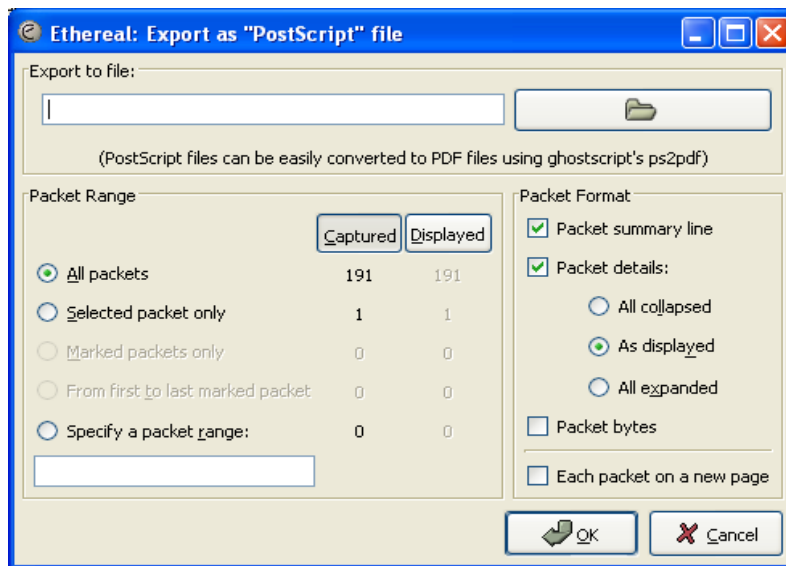 Ethereal: Export as "PostScript" file
Export to file:
(PostScript files can be easily converted to PDF files using ghostscript's ps2pdf)
Packet Range
Captured Displayed
All packets 191 191
Selected packet only 1 1
Marked packets only 0 0
From first to last marked packet 0 0
Specify a packet range: 0 0
Packet Format
Packet summary line
Packet details:
All collapsed
As displayed
All expanded
Packet bytes
Each packet on a new page
OK Cancel